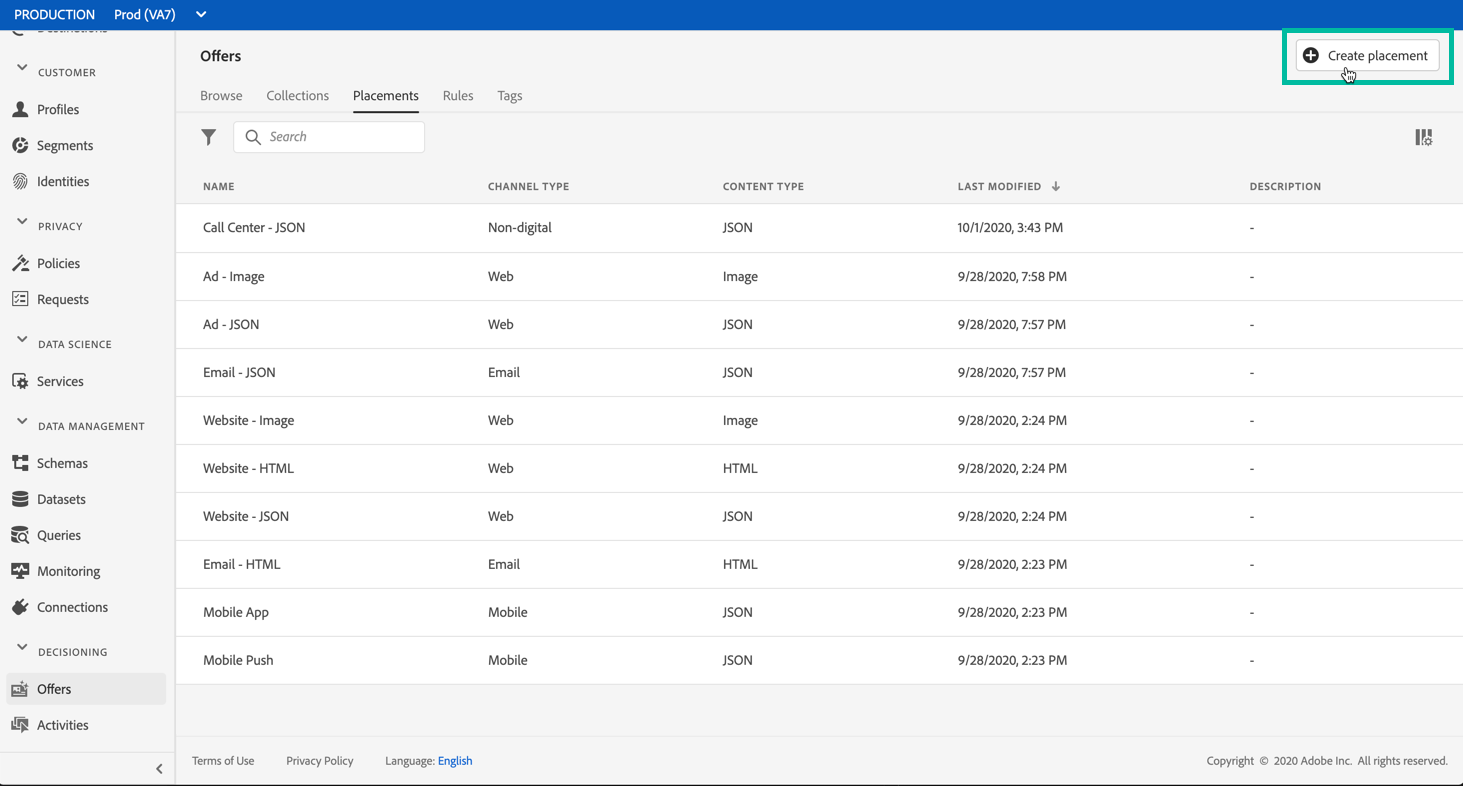 PRODUCTION Prod (VA7)
Destinations
CUSTOMER
Profiles
Segments
Identities
PRIVACY
Policies
Requests
DATA SCIENCE
Services
DATA MANAGEMENT
Schemas
Datasets
Queries
Monitoring
Connections
DECISIONING
Offers
Activities
Offers
Create placement
Browse Collections Placements Rules Tags
Search
NAME CHANNEL TYPE CONTENT TYPE LAST MODIFIED DESCRIPTION
Call Center - JSON Non-digital JSON 10/1/2020, 3:43 PM -
Ad - Image Web Image 9/28/2020, 7:58 PM -
Ad - JSON Web JSON 9/28/2020, 7:57 PM -
Email - JSON Email JSON 9/28/2020, 7:57 PM -
Website - Image Web Image 9/28/2020, 2:24 PM -
Website - HTML Web HTML 9/28/2020, 2:24 PM -
Website - JSON Web JSON 9/28/2020, 2:24 PM -
Email - HTML Email HTML 9/28/2020, 2:23 PM -
Mobile App Mobile JSON 9/28/2020, 2:23 PM -
Mobile Push Mobile JSON 9/28/2020, 2:23 PM -
Terms of Use Privacy Policy Language: English Copyright © 2020 Adobe Inc. All rights reserved.